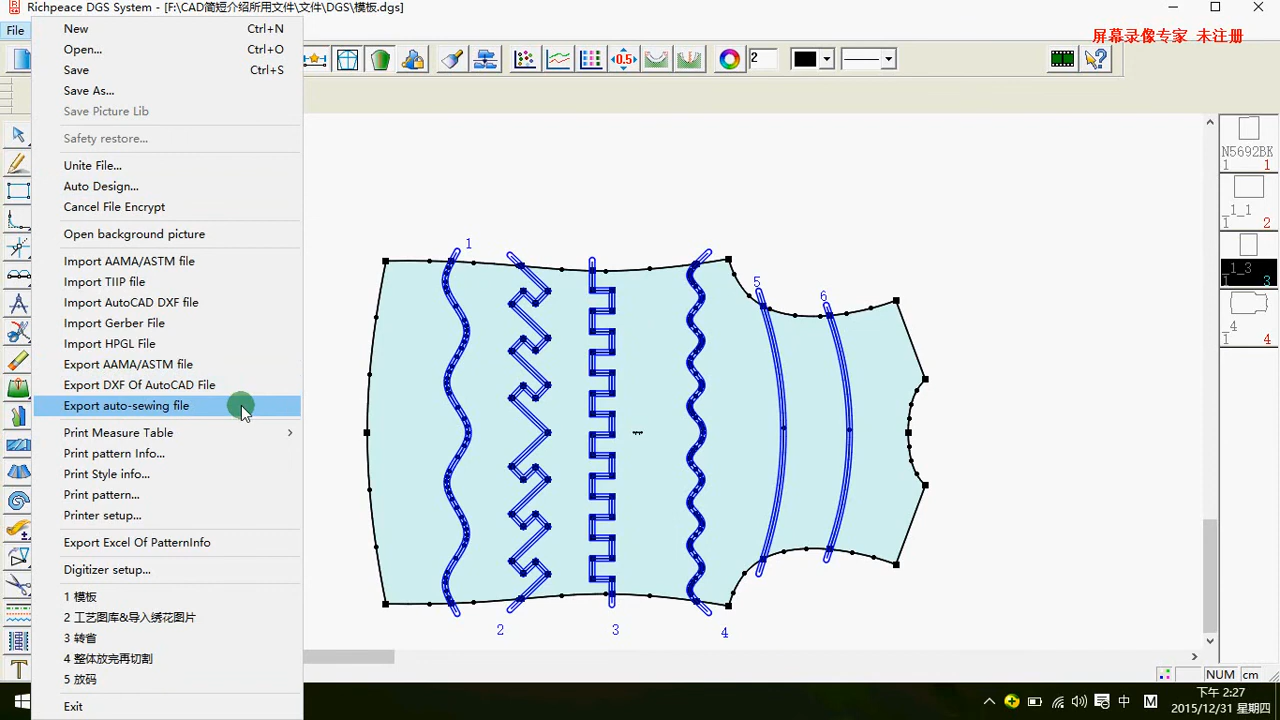 Richpeace DGS System - [F:\CAD简短介绍所用文件\文件\DGS\模板.dgs]
屏幕录像专家 未注册
File
New Ctrl+N
Open... Ctrl+O
Save Ctrl+S
Save As...
Save Picture Lib
Safety restore...
Unite File...
Auto Design...
Cancel File Encrypt
Open background picture
Import AAMA/ASTM file
Import TIIP file
Import AutoCAD DXF file
Import Gerber File
Import HPGL File
Export AAMA/ASTM file
Export DXF Of AutoCAD File
Export auto-sewing file
Print Measure Table
Print pattern Info...
Print Style info...
Print pattern...
Printer setup...
Export Excel Of PatternInfo
Digitizer setup...
1 模板
2 工艺图库&导入绣花图片
3 转省
4 整体放完再切割
5 放码
Exit
0.5
2
1
5
6
2
3
4
N5692BK
1 1
_1_1
1 2
_1_3
1 3
_4
1 4
NUM cm
中
M
下午 2:27
2015/12/31 星期四